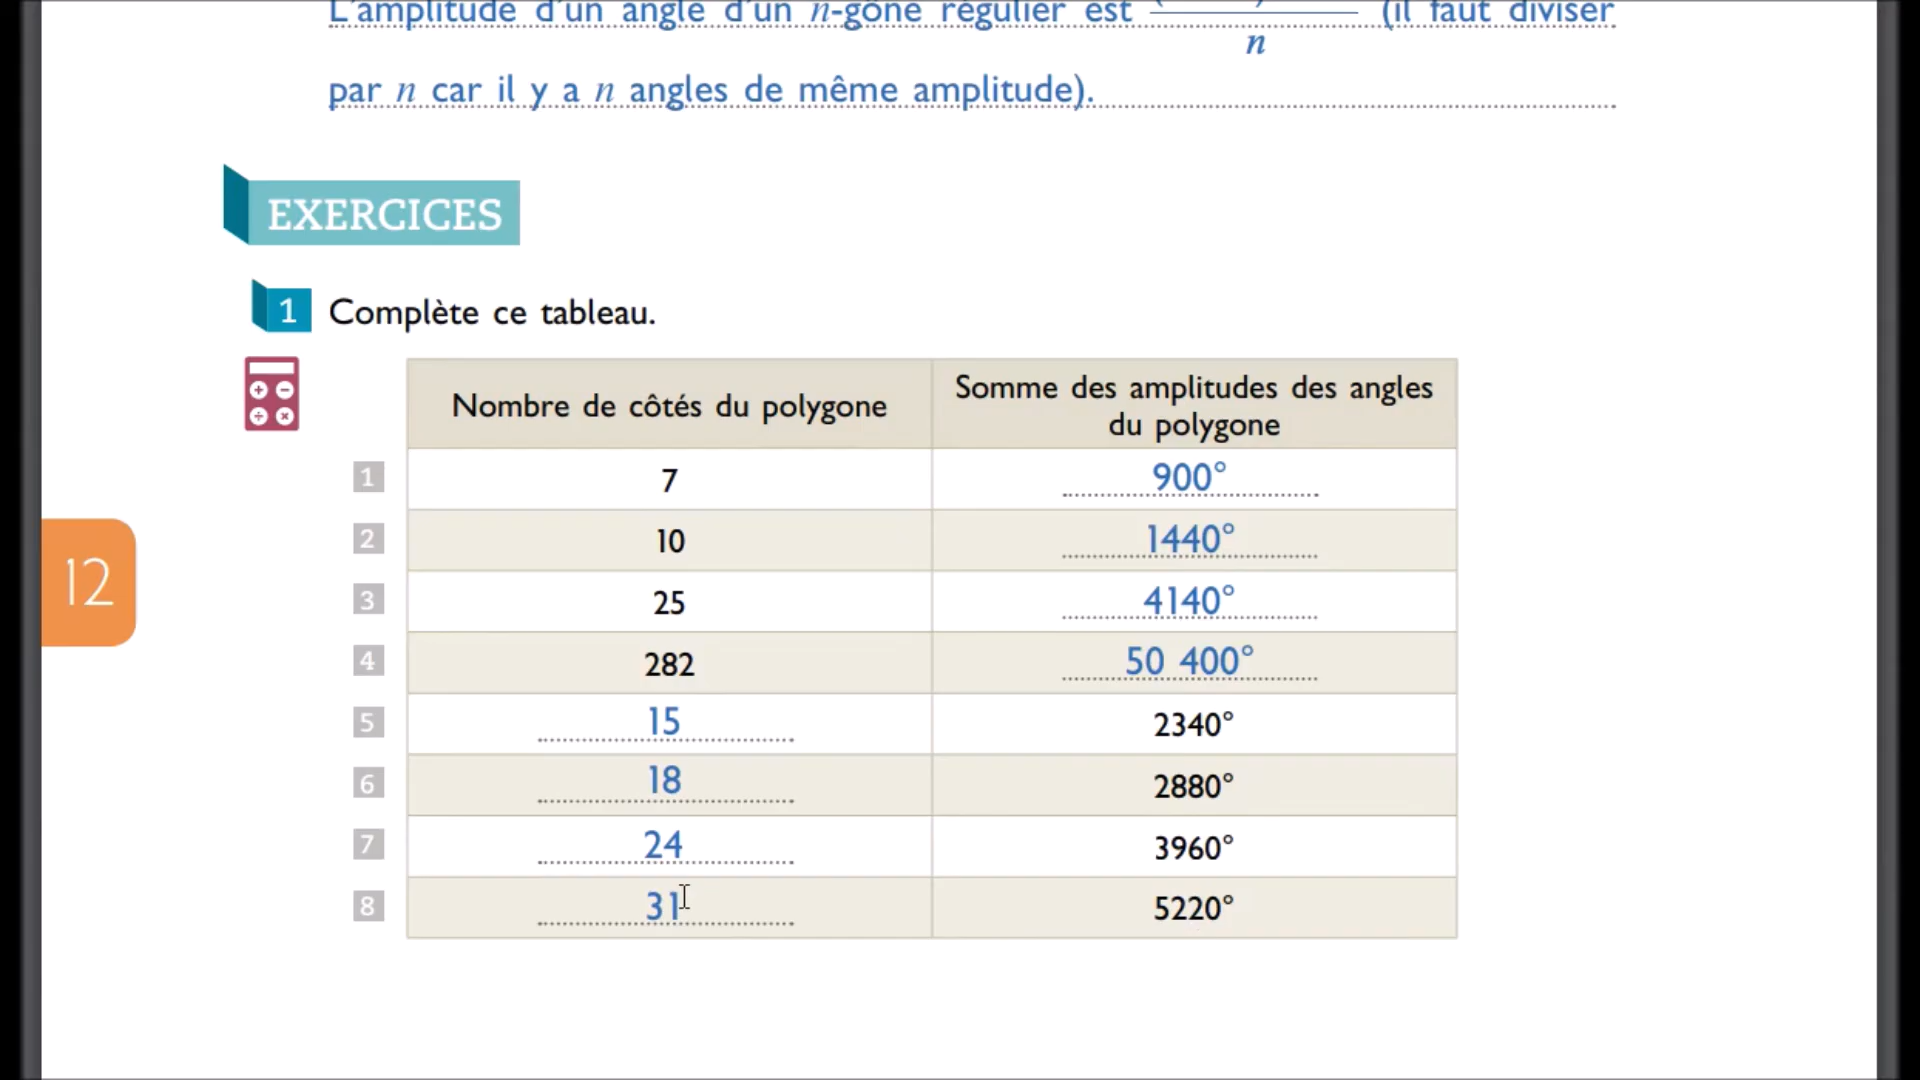 L'amplitude d'un angle d'un n-gone régulier est (il faut diviser
n
par n car il y a n angles de même amplitude).
EXERCICES
1 Complète ce tableau.
Nombre de côtés du polygone
Somme des amplitudes des angles
du polygone
1 7 900°
2 10 1440°
3 25 4140°
4 282 50 400°
5 15 2340°
6 18 2880°
7 24 3960°
8 31 5220°
12